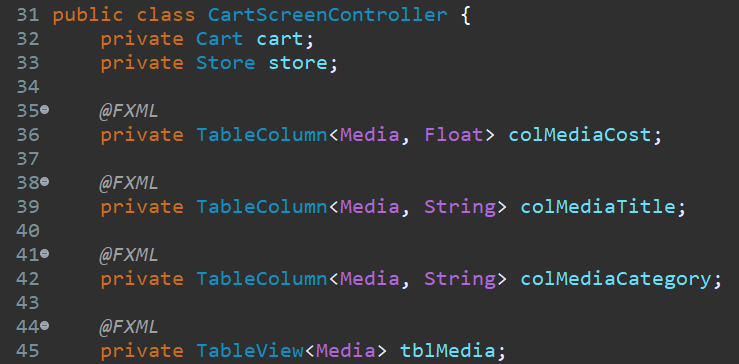 31 public class CartScreenController {
32     private Cart cart;
33     private Store store;
34
35     @FXML
36     private TableColumn<Media, Float> colMediaCost;
37
38     @FXML
39     private TableColumn<Media, String> colMediaTitle;
40
41     @FXML
42     private TableColumn<Media, String> colMediaCategory;
43
44     @FXML
45     private TableView<Media> tblMedia;